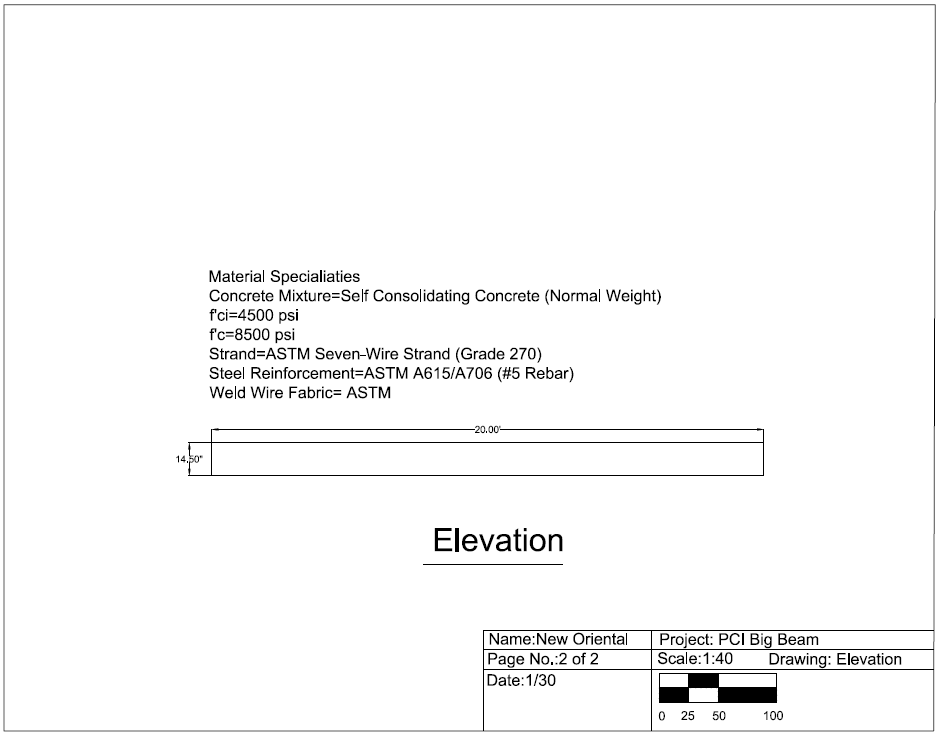 Material Specialiaties
Concrete Mixture=Self Consolidating Concrete (Normal Weight)
f'ci=4500 psi
f'c=8500 psi
Strand=ASTM Seven-Wire Strand (Grade 270)
Steel Reinforcement=ASTM A615/A706 (#5 Rebar)
Weld Wire Fabric= ASTM
20.00'
14.50"
Elevation
Name:New Oriental
Project: PCI Big Beam
Page No.:2 of 2
Scale:1:40 Drawing: Elevation
Date:1/30
0 25 50 100